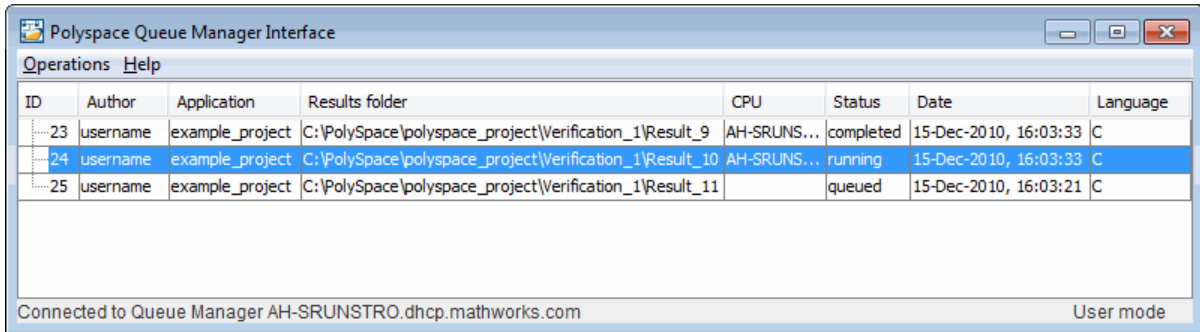 Polyspace Queue Manager Interface
Operations Help
ID Author Application Results folder CPU Status Date Language
23 username example_project C:\PolySpace\polyspace_project\Verification_1\Result_9 AH-SRUNS... completed 15-Dec-2010, 16:03:33 C
24 username example_project C:\PolySpace\polyspace_project\Verification_1\Result_10 AH-SRUNS... running 15-Dec-2010, 16:03:33 C
25 username example_project C:\PolySpace\polyspace_project\Verification_1\Result_11 queued 15-Dec-2010, 16:03:21 C
Connected to Queue Manager AH-SRUNSTRO.dhcp.mathworks.com User mode